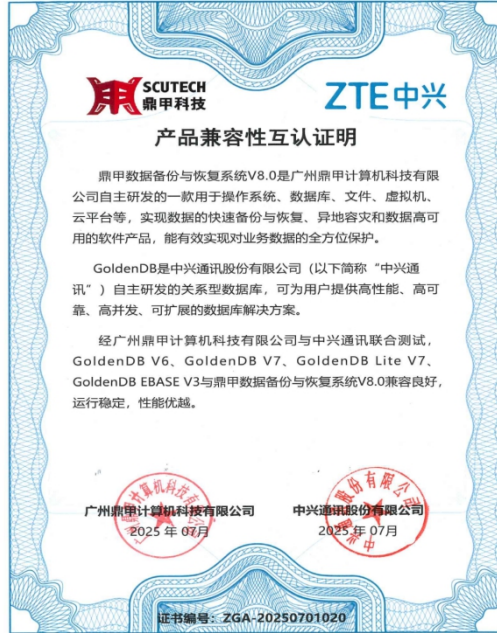 SCUTECH
鼎甲科技
ZTE中兴
产品兼容性互认证明
鼎甲数据备份与恢复系统V8.0是广州鼎甲计算机科技有限
公司自主研发的一款用于操作系统、数据库、文件、虚拟机、
云平台等，实现数据的快速备份与恢复、异地容灾和数据高可
用的软件产品，能有效实现对业务数据的全方位保护。
GoldenDB是中兴通讯股份有限公司（以下简称“中兴通
讯”）自主研发的关系型数据库，可为用户提供高性能、高可
靠、高并发、可扩展的数据库解决方案。
经广州鼎甲计算机科技有限公司与中兴通讯联合测试，
GoldenDB V6、GoldenDB V7、GoldenDB Lite V7、
GoldenDB EBASE V3与鼎甲数据备份与恢复系统V8.0兼容良好，
运行稳定，性能优越。
广州鼎甲计算机科技有限公司
2025 年 07月
中兴通讯股份有限公司
2025 年 07月
证书编号：ZGA-20250701020